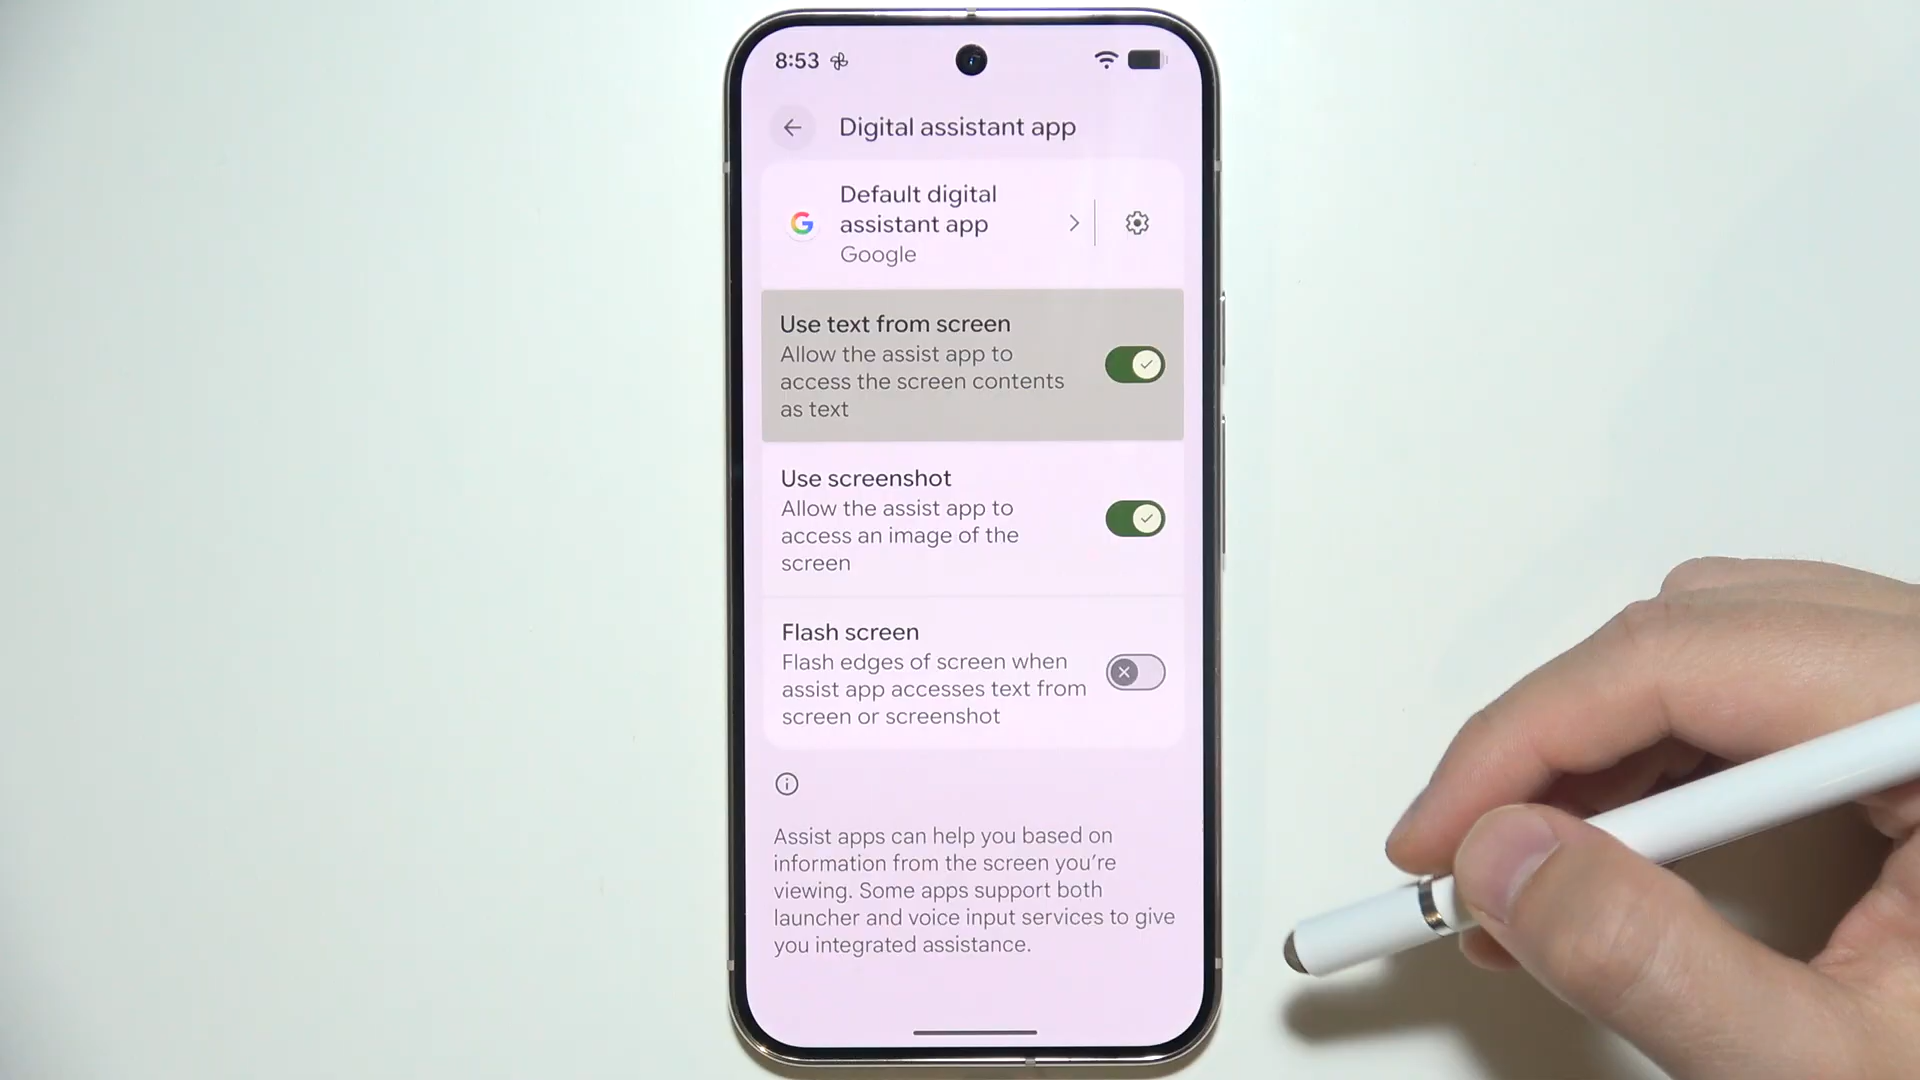 8:53
Digital assistant app
Default digital
assistant app
Google
Use text from screen
Allow the assist app to
access the screen contents
as text
Use screenshot
Allow the assist app to
access an image of the
screen
Flash screen
Flash edges of screen when
assist app accesses text from
screen or screenshot
Assist apps can help you based on
information from the screen you’re
viewing. Some apps support both
launcher and voice input services to give
you integrated assistance.